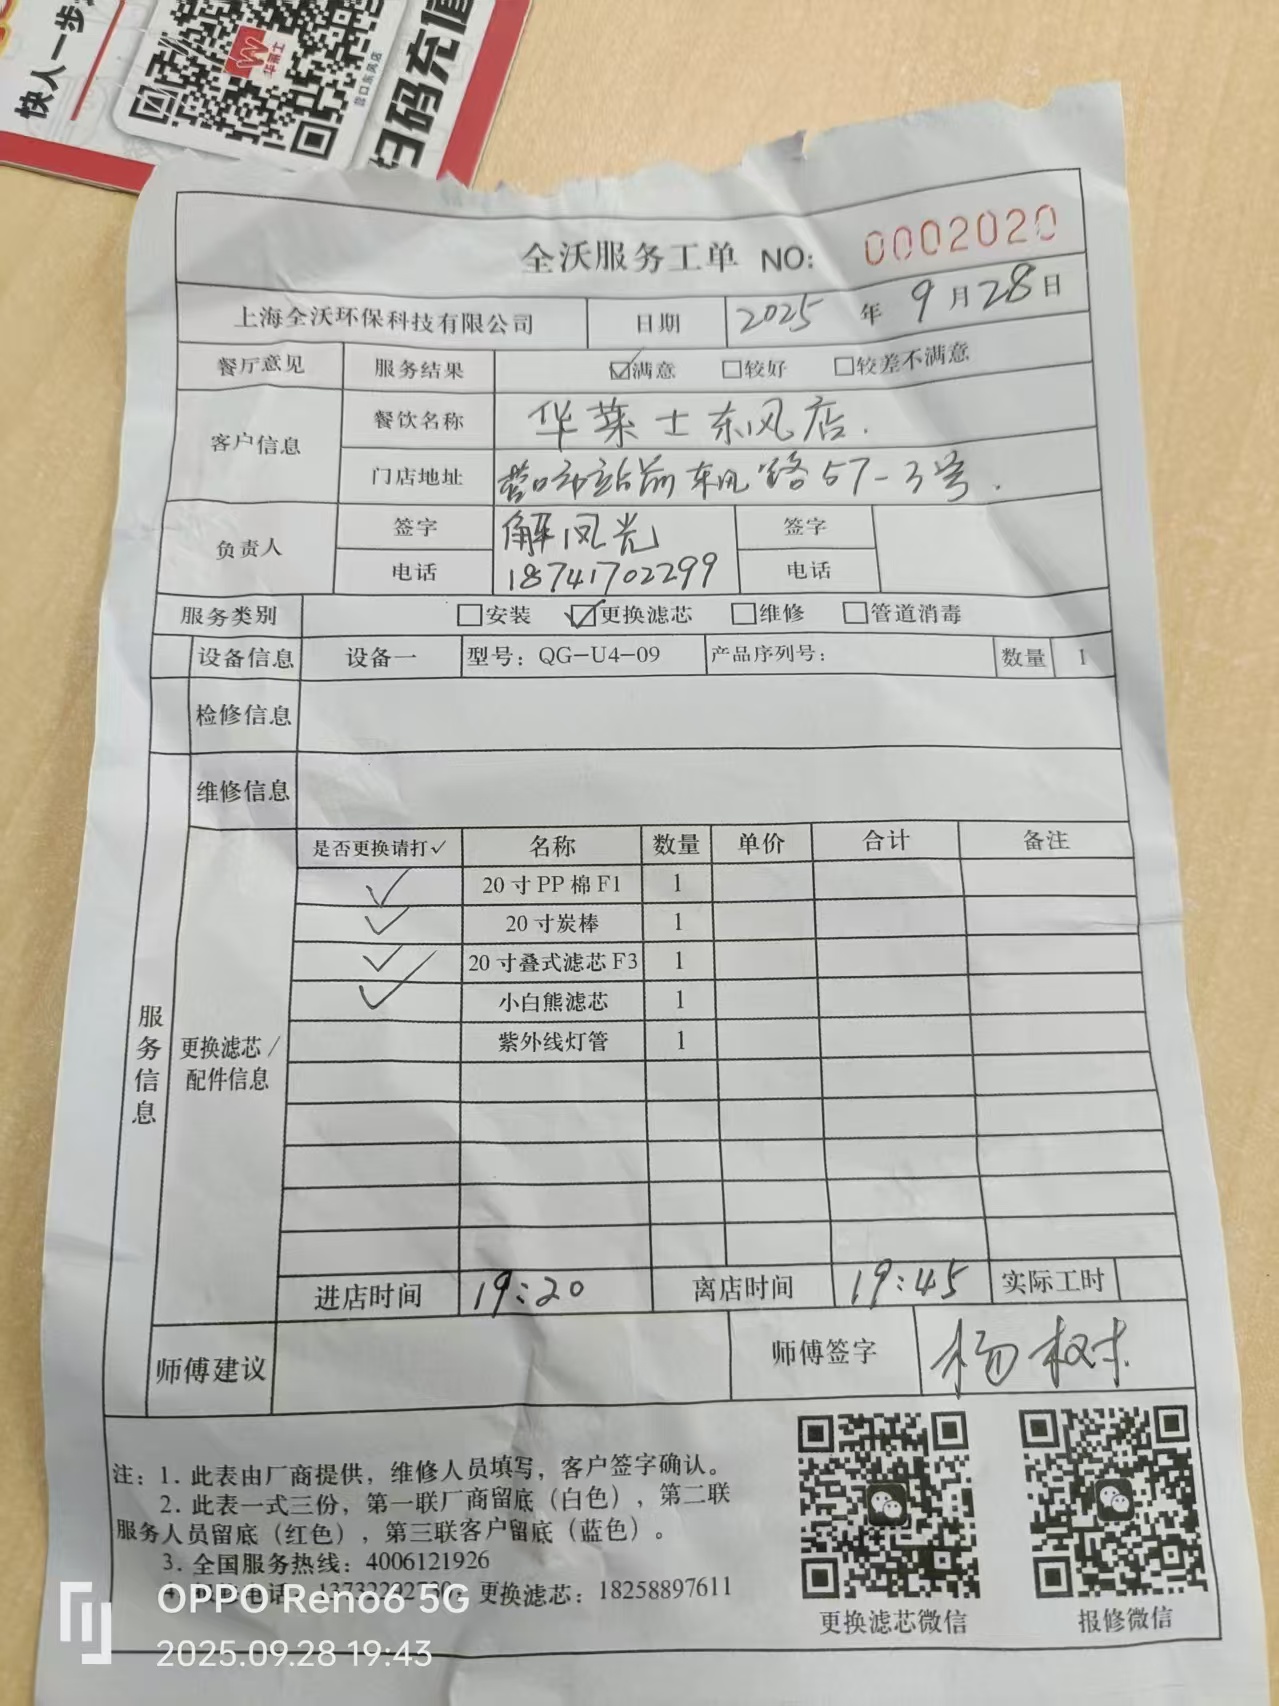 快人一步
华莱士
营口东风店
扫码充值
全沃服务工单 NO: 0002020
上海全沃环保科技有限公司 日期 2025 年 9 月 28 日
餐厅意见 服务结果 ☑满意 □较好 □较差不满意
客户信息 餐饮名称 华莱士东风店.
门店地址 营口市站前东风路57-3号.
负责人 签字 解凤光 签字
电话 18741702299 电话
服务类别 □安装 ☑更换滤芯 □维修 □管道消毒
设备信息 设备一 型号：QG-U4-09 产品序列号： 数量 1
检修信息
维修信息
服务信息
更换滤芯/配件信息
是否更换请打✓ 名称 数量 单价 合计 备注
✓ 20寸PP棉F1 1
✓ 20寸炭棒 1
✓ 20寸叠式滤芯F3 1
✓ 小白熊滤芯 1
紫外线灯管 1
进店时间 19:20 离店时间 19:45 实际工时
师傅建议 师傅签字 杨树
注：1. 此表由厂商提供，维修人员填写，客户签字确认。
2. 此表一式三份，第一联厂商留底（白色），第二联
服务人员留底（红色），第三联客户留底（蓝色）。
3. 全国服务热线：4006121926
更换滤芯：18258897611
更换滤芯微信 报修微信
OPPO Reno6 5G
2025.09.28 19:43